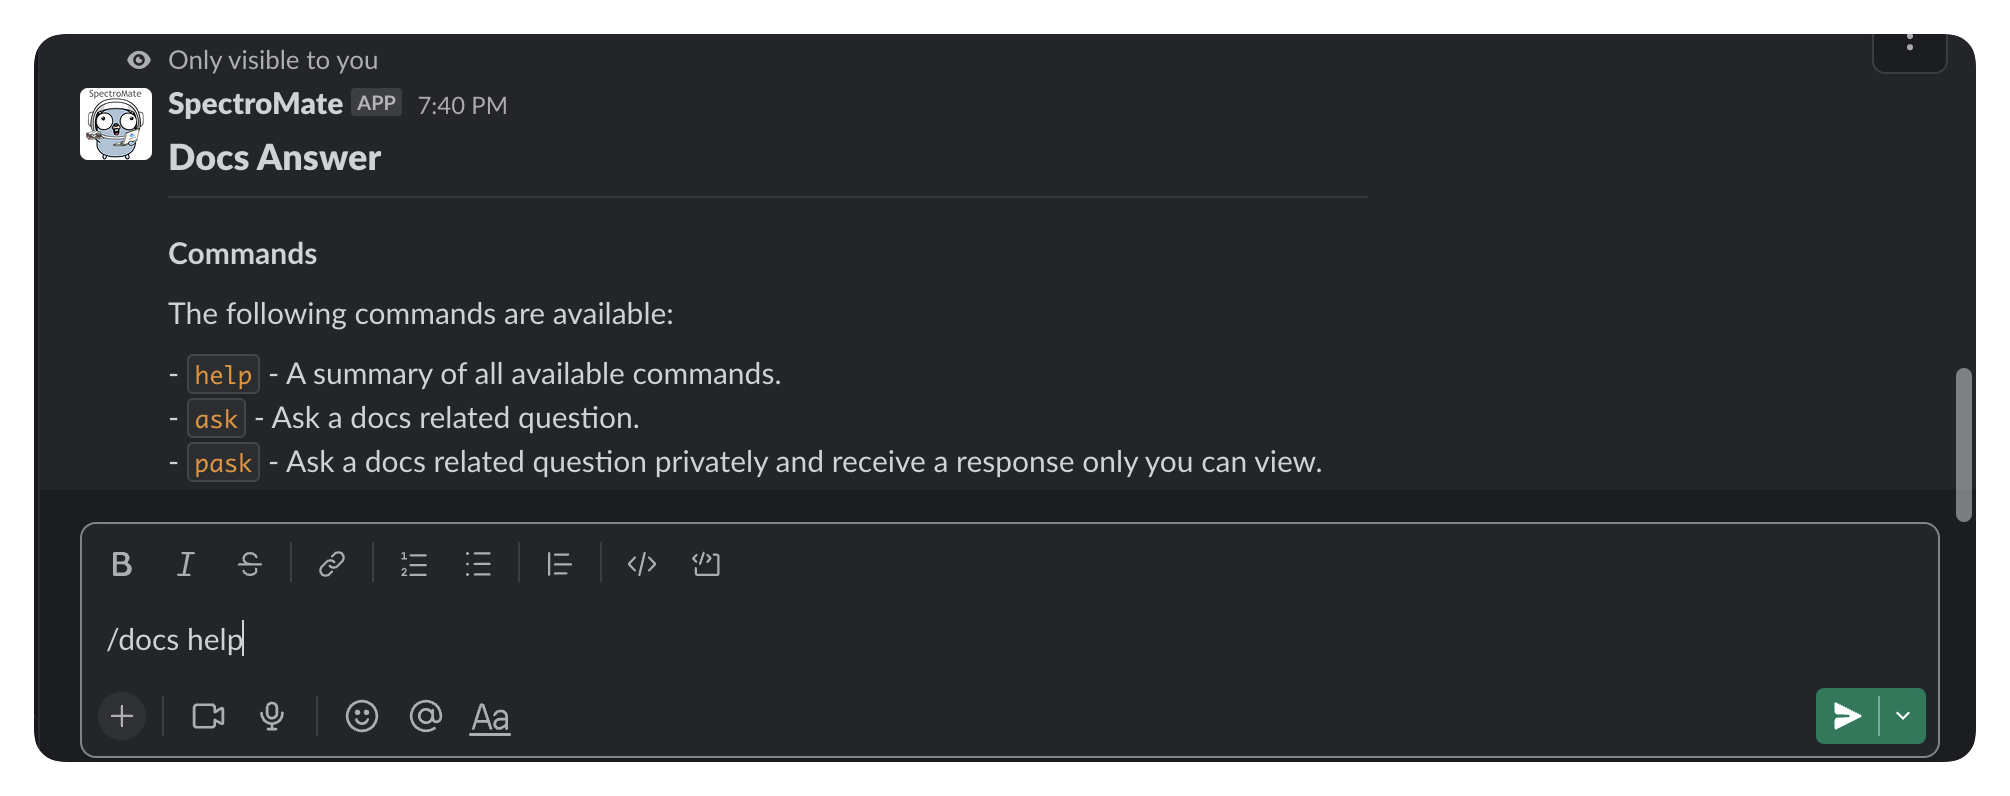 Only visible to you
SpectroMate
SpectroMate APP 7:40 PM
Docs Answer
Commands
The following commands are available:
- help - A summary of all available commands.
- ask - Ask a docs related question.
- pask - Ask a docs related question privately and receive a response only you can view.
B I S 1 2 </> </>
/docs help
@ Aa